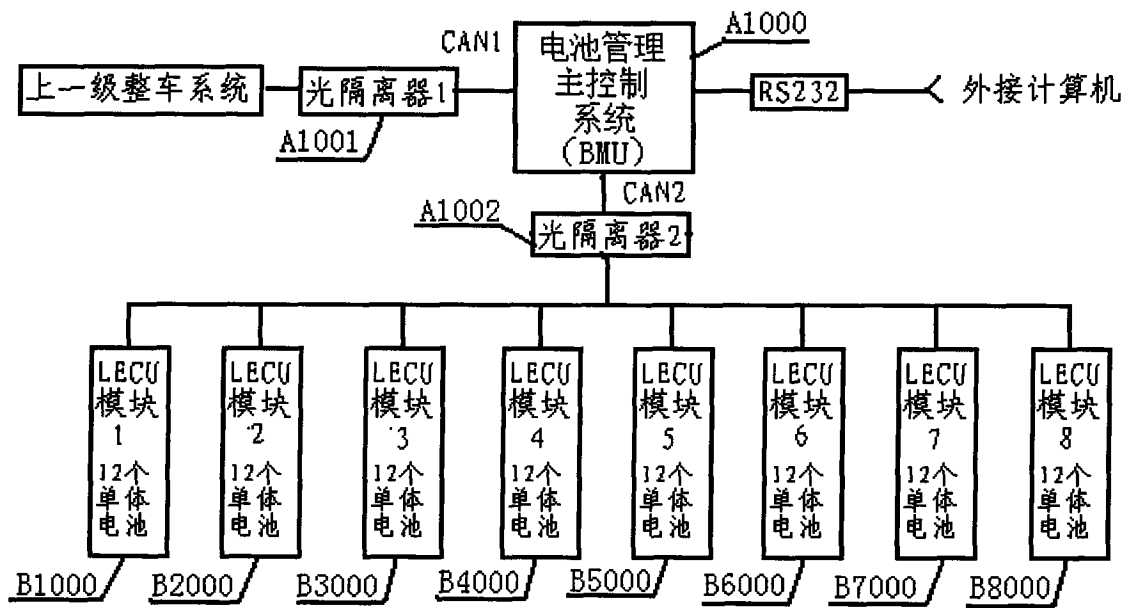 CAN1
电池管理
主控制
系统
(BMU)
A1000
上一级整车系统
光隔离器1
RS232
外接计算机
A1001
CAN2
A1002
光隔离器2
LECU
模块
1
12个
单体
电池
LECU
模块
2
12个
单体
电池
LECU
模块
3
12个
单体
电池
LECU
模块
4
12个
单体
电池
LECU
模块
5
12个
单体
电池
LECU
模块
6
12个
单体
电池
LECU
模块
7
12个
单体
电池
LECU
模块
8
12个
单体
电池
B1000
B2000
B3000
B4000
B5000
B6000
B7000
B8000